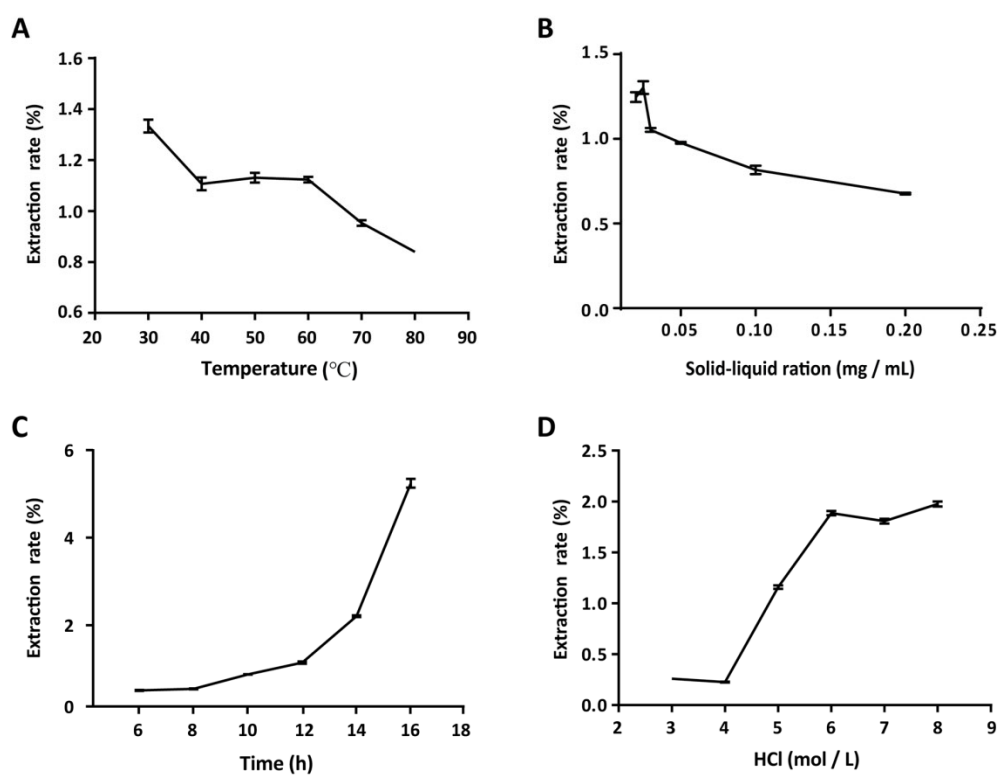 A
Extraction rate (%)
1.6
1.4
1.2
1.0
0.8
0.6
20 30 40 50 60 70 80 90
Temperature (℃)
B
Extraction rate (%)
1.5
1.0
0.5
0.0
0.05 0.10 0.15 0.20 0.25
Solid-liquid ration (mg / mL)
C
Extraction rate (%)
6
4
2
0
6 8 10 12 14 16 18
Time (h)
D
Extraction rate (%)
2.5
2.0
1.5
1.0
0.5
0.0
2 3 4 5 6 7 8 9
HCl (mol / L)